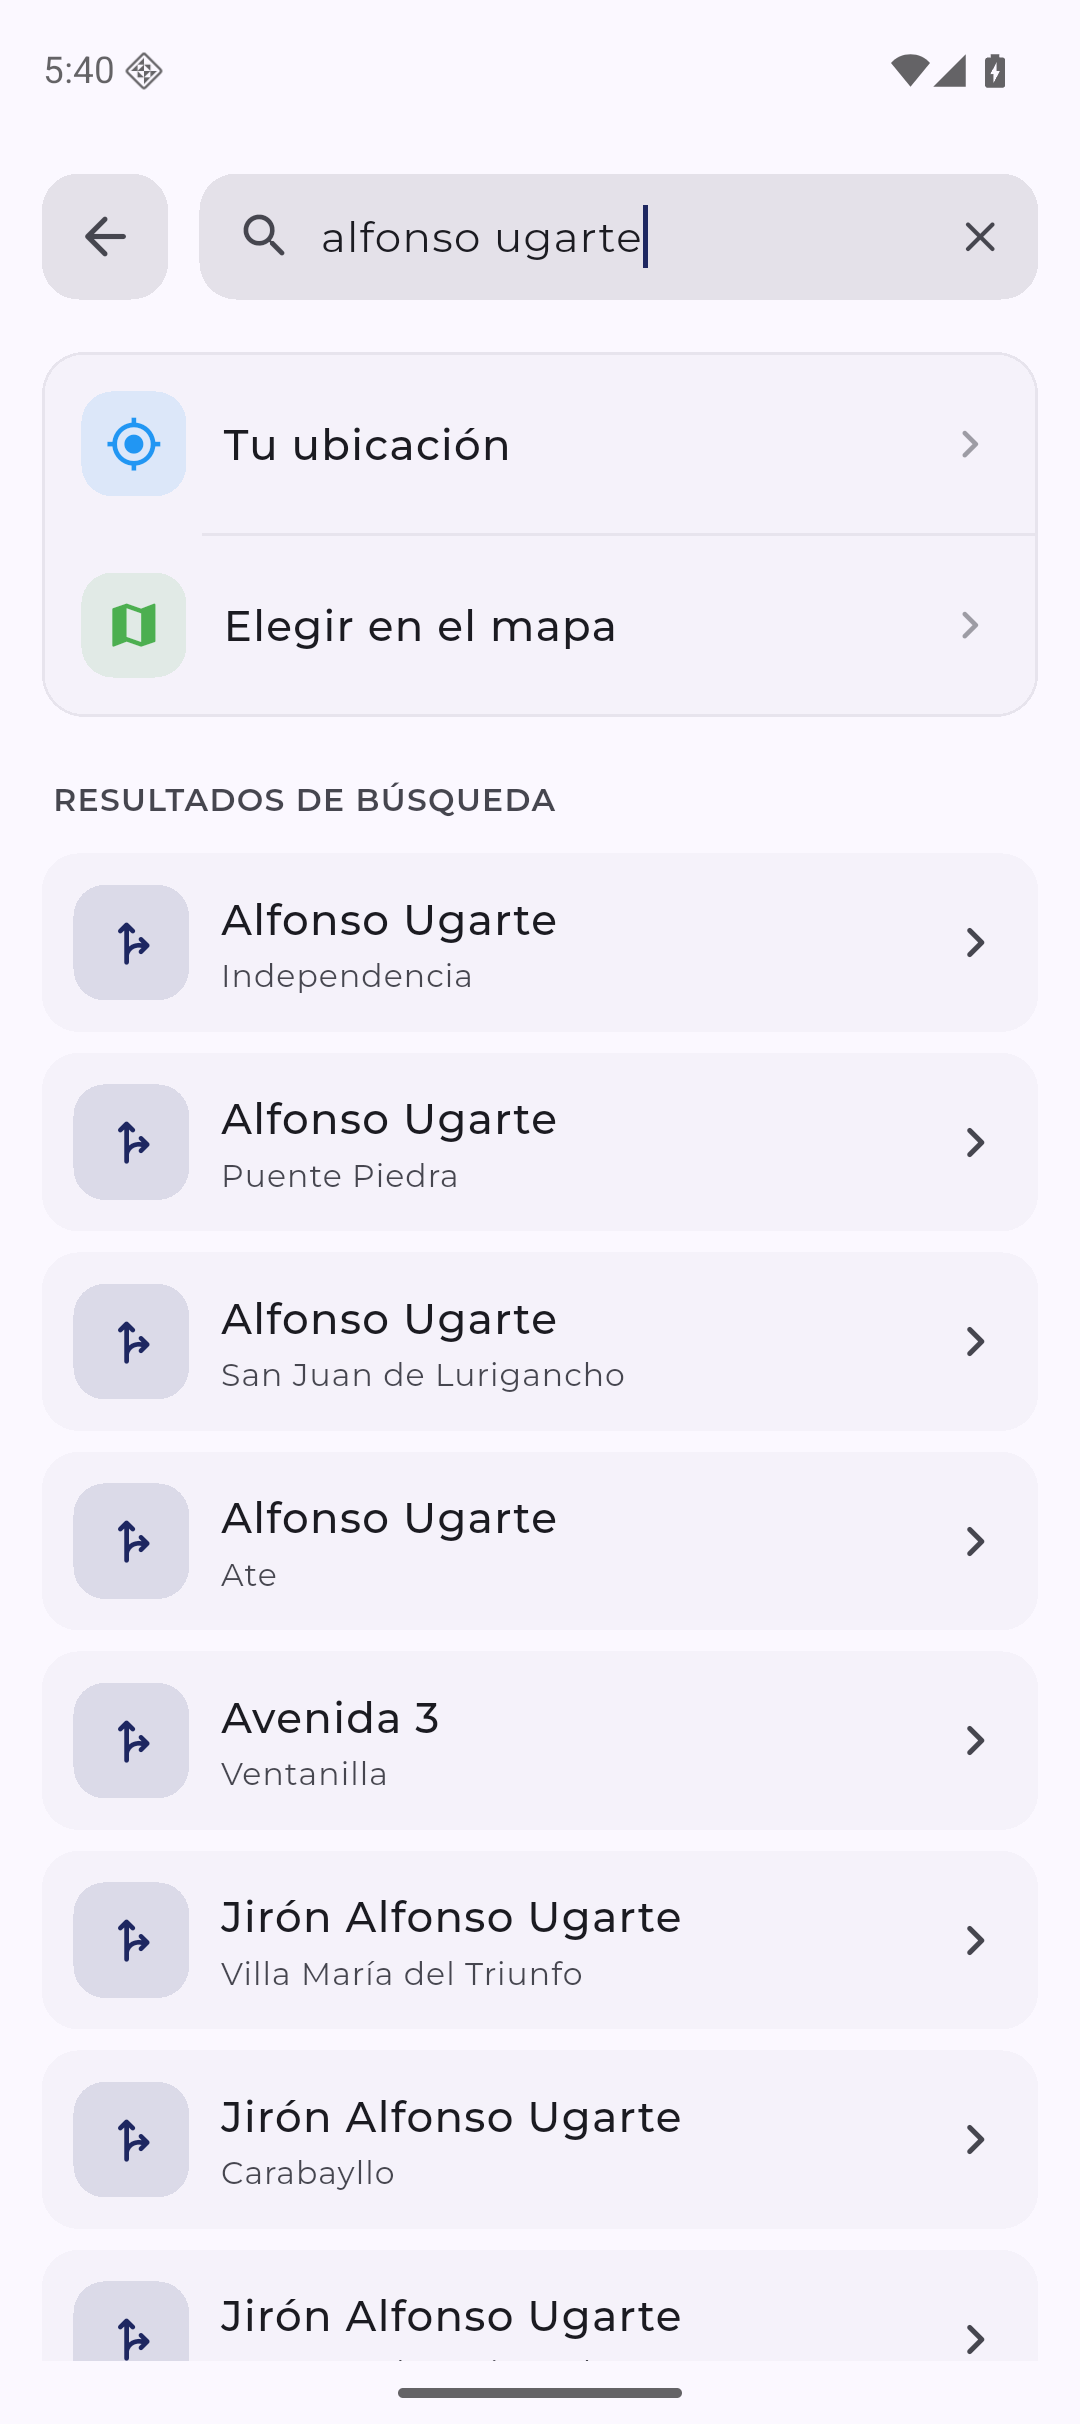 5:40
alfonso ugarte
Tu ubicación
Elegir en el mapa
RESULTADOS DE BÚSQUEDA
Alfonso Ugarte
Independencia
Alfonso Ugarte
Puente Piedra
Alfonso Ugarte
San Juan de Lurigancho
Alfonso Ugarte
Ate
Avenida 3
Ventanilla
Jirón Alfonso Ugarte
Villa María del Triunfo
Jirón Alfonso Ugarte
Carabayllo
Jirón Alfonso Ugarte